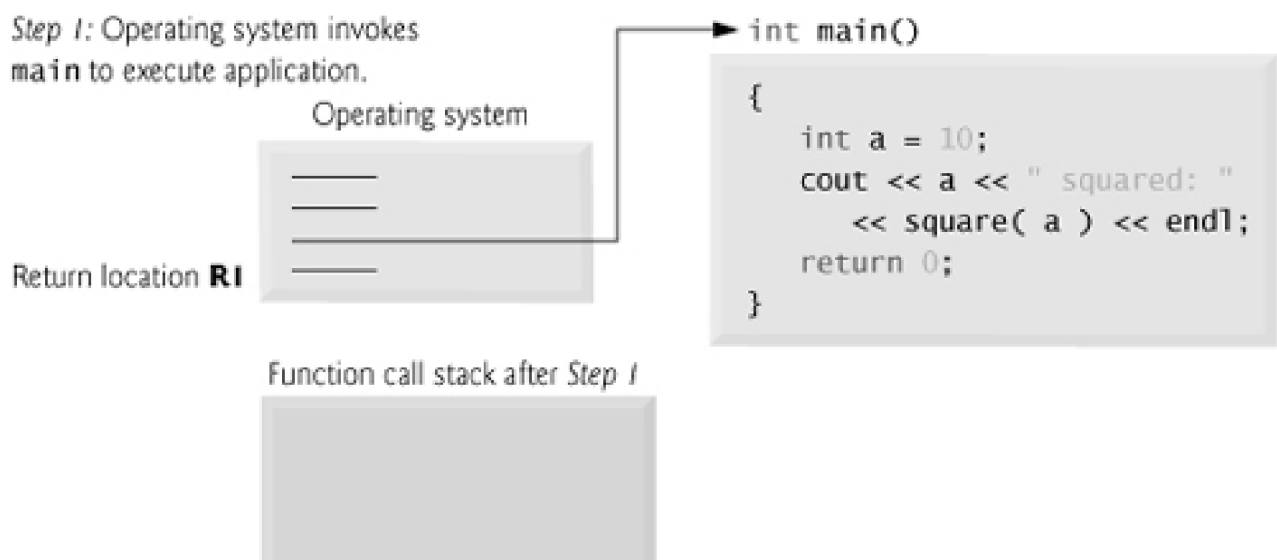 Step 1: Operating system invokes
main to execute application.
Operating system
Return location R1
int main()
{
int a = 10;
cout << a << " squared: "
<< square( a ) << endl;
return 0;
}
Function call stack after Step 1